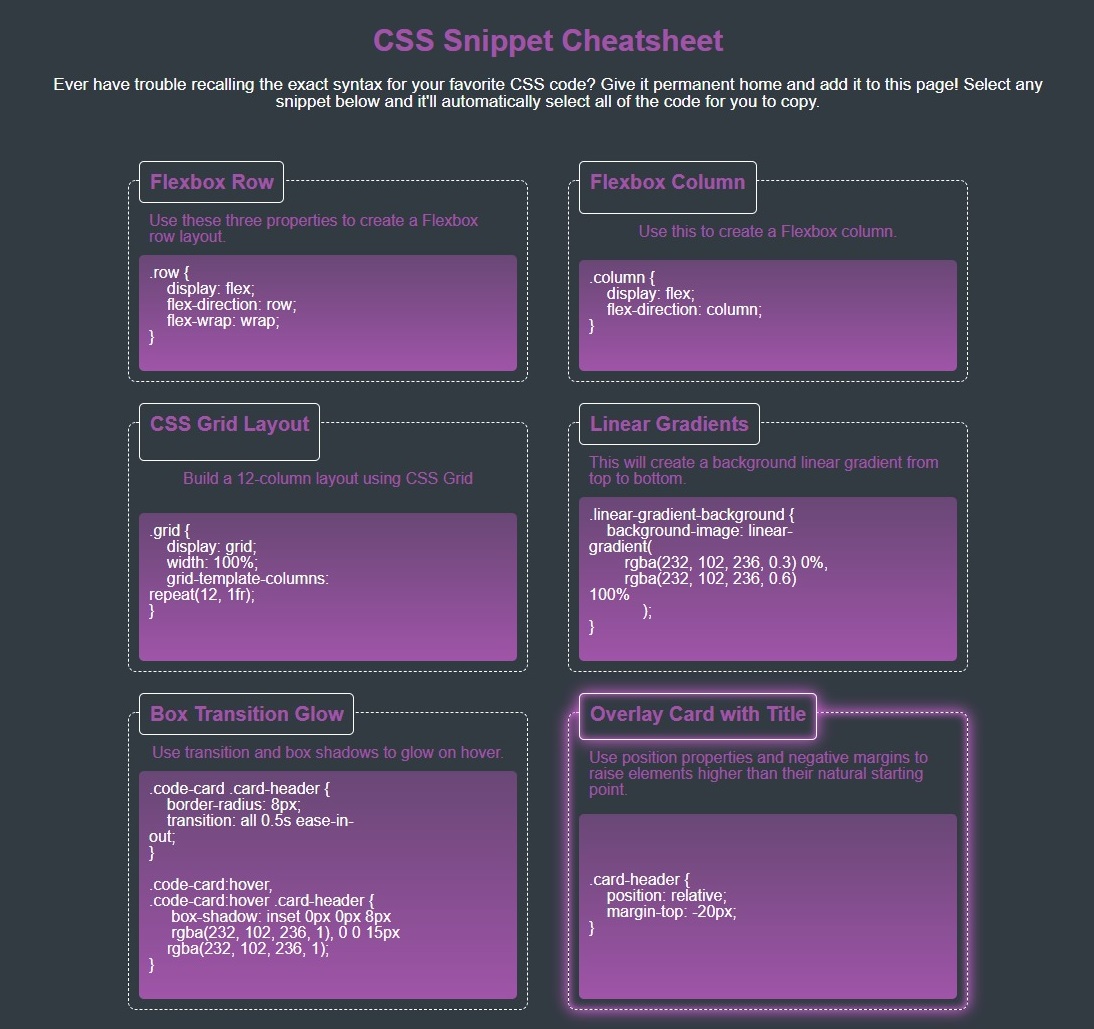 CSS Snippet Cheatsheet
Ever have trouble recalling the exact syntax for your favorite CSS code? Give it permanent home and add it to this page! Select any
snippet below and it'll automatically select all of the code for you to copy.
Flexbox Row
Use these three properties to create a Flexbox
row layout.
.row {
    display: flex;
    flex-direction: row;
    flex-wrap: wrap;
}
Flexbox Column
Use this to create a Flexbox column.
.column {
    display: flex;
    flex-direction: column;
}
CSS Grid Layout
Build a 12-column layout using CSS Grid
.grid {
    display: grid;
    width: 100%;
    grid-template-columns:
repeat(12, 1fr);
}
Linear Gradients
This will create a background linear gradient from
top to bottom.
.linear-gradient-background {
    background-image: linear-
gradient(
        rgba(232, 102, 236, 0.3) 0%,
        rgba(232, 102, 236, 0.6)
100%
            );
}
Box Transition Glow
Use transition and box shadows to glow on hover.
.code-card .card-header {
    border-radius: 8px;
    transition: all 0.5s ease-in-
out;
}
.code-card:hover,
.code-card:hover .card-header {
     box-shadow: inset 0px 0px 8px
     rgba(232, 102, 236, 1), 0 0 15px
    rgba(232, 102, 236, 1);
}
Overlay Card with Title
Use position properties and negative margins to
raise elements higher than their natural starting
point.
.card-header {
    position: relative;
    margin-top: -20px;
}